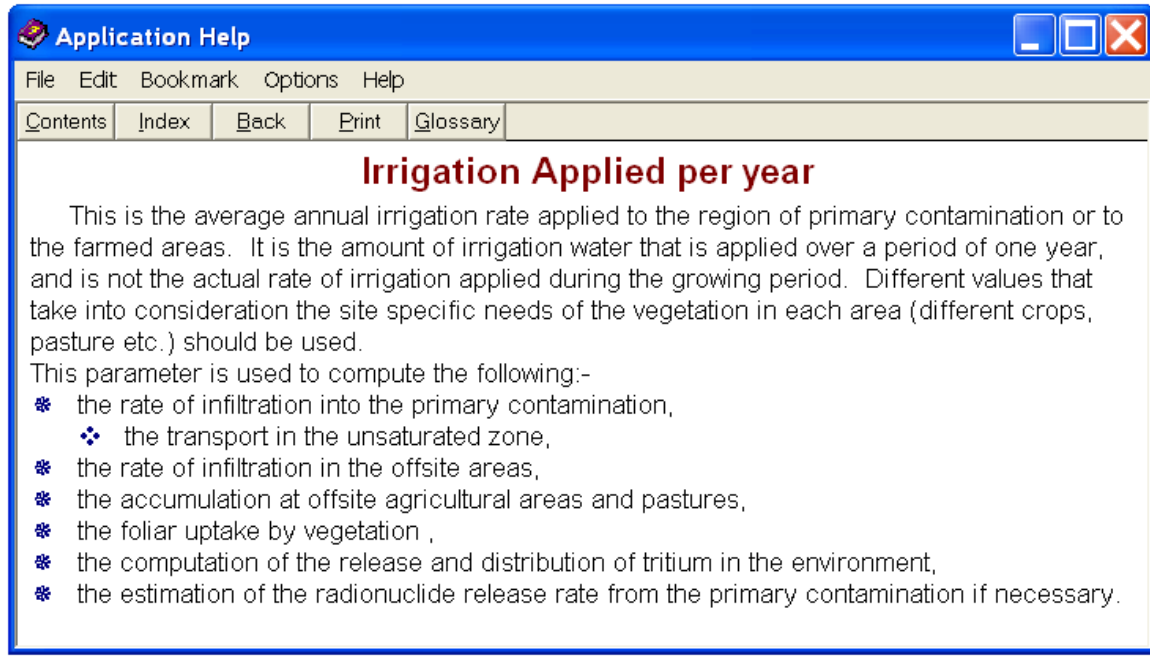 Application Help
File Edit Bookmark Options Help
Contents Index Back Print Glossary
Irrigation Applied per year
This is the average annual irrigation rate applied to the region of primary contamination or to
the farmed areas. It is the amount of irrigation water that is applied over a period of one year,
and is not the actual rate of irrigation applied during the growing period. Different values that
take into consideration the site specific needs of the vegetation in each area (different crops,
pasture etc.) should be used.
This parameter is used to compute the following:-
the rate of infiltration into the primary contamination,
the transport in the unsaturated zone,
the rate of infiltration in the offsite areas,
the accumulation at offsite agricultural areas and pastures,
the foliar uptake by vegetation ,
the computation of the release and distribution of tritium in the environment,
the estimation of the radionuclide release rate from the primary contamination if necessary.